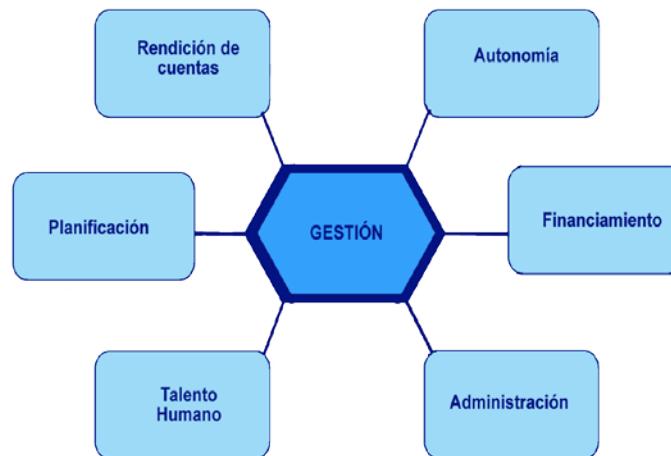 Rendición de
cuentas
Autonomía
Planificación
GESTIÓN
Financiamiento
Talento
Humano
Administración